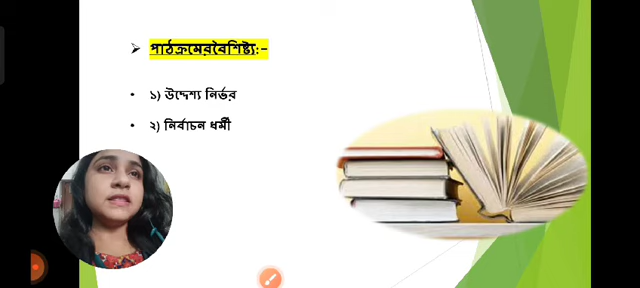 পাঠক্রমেরবৈশিষ্ট্য:-
১) উদ্দেশ্য নির্ভর
২) নির্বাচন ধর্মী